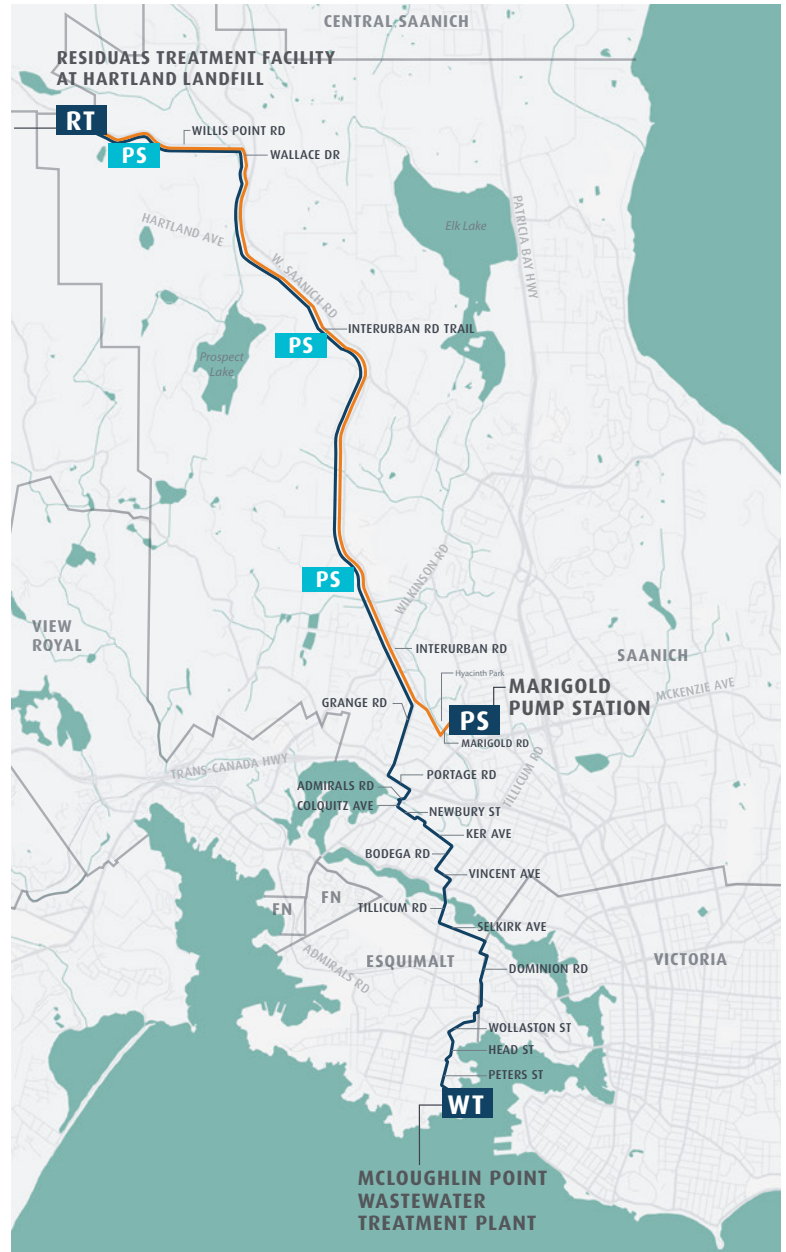 CENTRAL SAANICH
RESIDUALS TREATMENT FACILITY
AT HARTLAND LANDFILL
RT
WILLIS POINT RD
PS
WALLACE DR
HARTLAND AVE
Elk Lake
PATRICIA BAY HWY
W. SAANICH RD
INTERURBAN RD TRAIL
PS
Prospect
Lake
PS
WILKINSON RD
VIEW
ROYAL
INTERURBAN RD
SAANICH
Hyacinth Park
MARIGOLD
PUMP STATION
MCKENZIE AVE
GRANGE RD
PS
MARIGOLD RD
TRANS-CANADA HWY
PORTAGE RD
TILLICUM RD
ADMIRALS RD
COLQUITZ AVE
NEWBURY ST
KER AVE
BODEGA RD
VINCENT AVE
FN
FN
TILLICUM RD
SELKIRK AVE
ADMIRALS RD
ESQUIMALT
DOMINION RD
VICTORIA
WOLLASTON ST
HEAD ST
PETERS ST
WT
MCLOUGHLIN POINT
WASTEWATER
TREATMENT PLANT